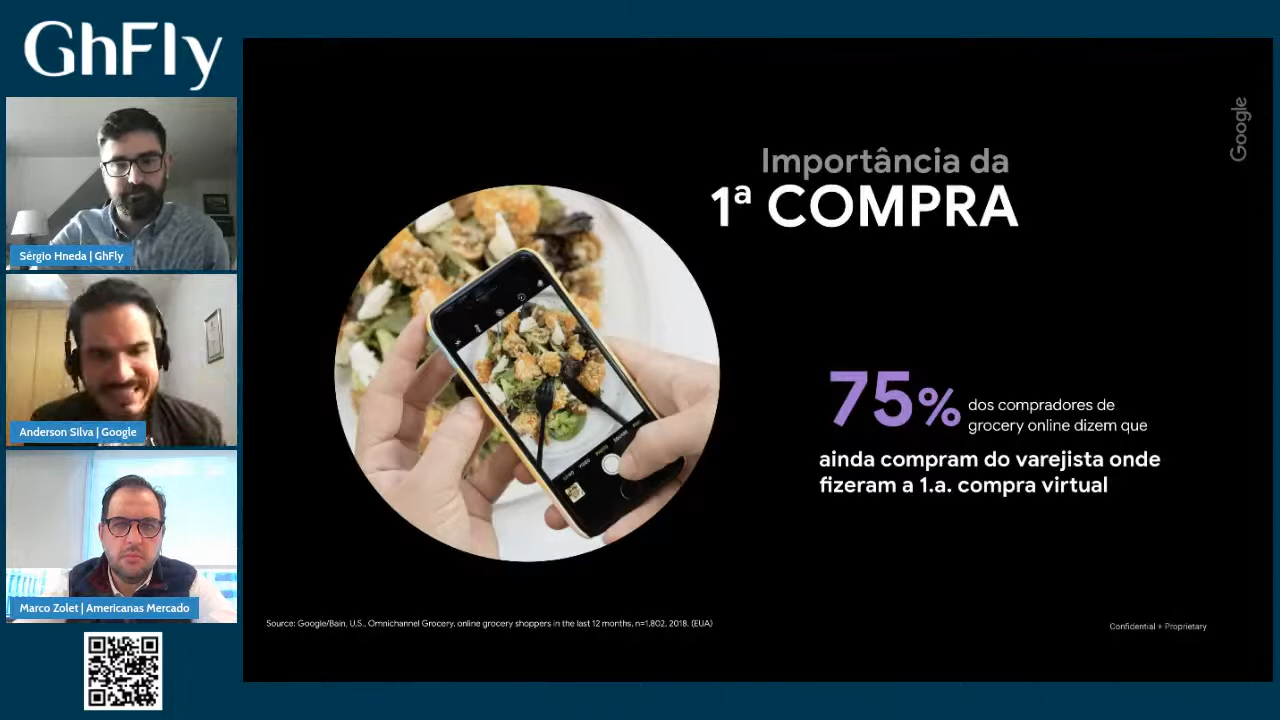 GhFly
Sérgio Hneda | GhFly
Anderson Silva | Google
Marco Zolet | Americanas Mercado
Google
Importância da
1ª COMPRA
75% dos compradores de
grocery online dizem que
ainda compram do varejista onde
fizeram a 1.a. compra virtual
Source: Google/Bain, U.S., Omnichannel Grocery, online grocery shoppers in the last 12 months, n=1,802, 2018. (EUA)
Confidential + Proprietary